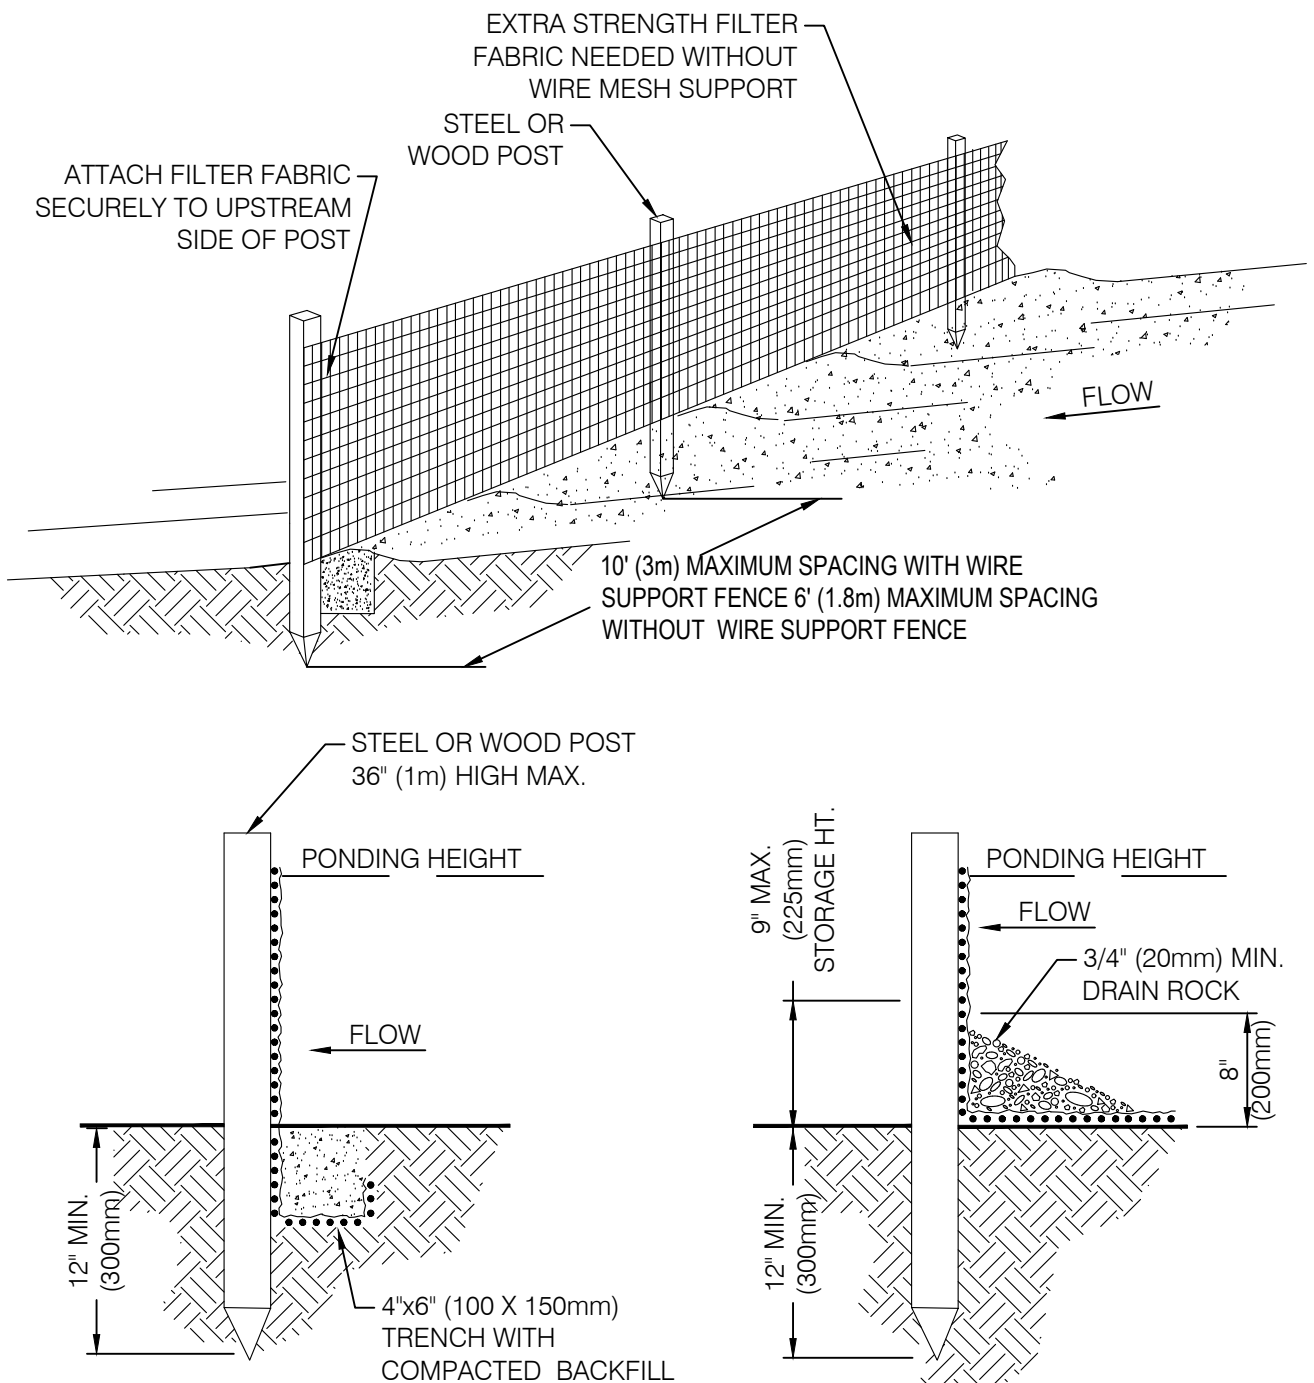 EXTRA STRENGTH FILTER
FABRIC NEEDED WITHOUT
WIRE MESH SUPPORT
STEEL OR
WOOD POST
ATTACH FILTER FABRIC
SECURELY TO UPSTREAM
SIDE OF POST
FLOW
10' (3m) MAXIMUM SPACING WITH WIRE
SUPPORT FENCE 6' (1.8m) MAXIMUM SPACING
WITHOUT WIRE SUPPORT FENCE
STEEL OR WOOD POST
36" (1m) HIGH MAX.
PONDING HEIGHT
FLOW
12" MIN.
(300mm)
4"x6" (100 X 150mm)
TRENCH WITH
COMPACTED BACKFILL
9" MAX.
(225mm)
STORAGE HT.
PONDING HEIGHT
FLOW
3/4" (20mm) MIN.
DRAIN ROCK
8"
(200mm)
12" MIN.
(300mm)